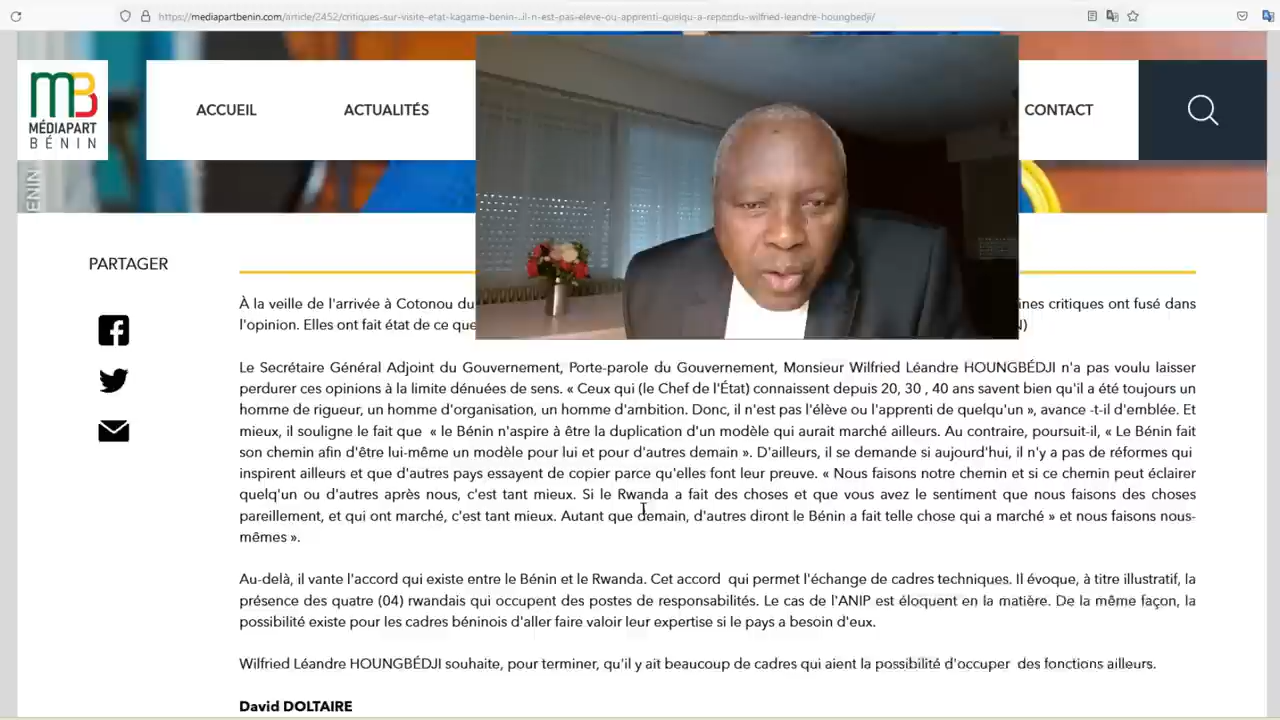 https://mediapartbenin.com/article/2452/critiques-sur-visite-etat-kagame-benin-..il-n-est-pas-eleve-ou-apprenti-quelqu-a-repondu-wilfried-leandre-houngbedji/
MB
MÉDIAPART
BÉNIN
ACCUEIL
ACTUALITÉS
CONTACT
ENIN
PARTAGER
À la veille de l'arrivée à Cotonou du
ines critiques ont fusé dans
l'opinion. Elles ont fait état de ce que
N)
Le Secrétaire Général Adjoint du Gouvernement, Porte-parole du Gouvernement, Monsieur Wilfried Léandre HOUNGBÉDJI n'a pas voulu laisser
perdurer ces opinions à la limite dénuées de sens. « Ceux qui (le Chef de l'État) connaissent depuis 20, 30 , 40 ans savent bien qu'il a été toujours un
homme de rigueur, un homme d'organisation, un homme d'ambition. Donc, il n'est pas l'élève ou l'apprenti de quelqu'un », avance -t-il d'emblée. Et
mieux, il souligne le fait que « le Bénin n'aspire à être la duplication d'un modèle qui aurait marché ailleurs. Au contraire, poursuit-il, « Le Bénin fait
son chemin afin d'être lui-même un modèle pour lui et pour d'autres demain ». D'ailleurs, il se demande si aujourd'hui, il n'y a pas de réformes qui
inspirent ailleurs et que d'autres pays essayent de copier parce qu'elles font leur preuve. « Nous faisons notre chemin et si ce chemin peut éclairer
quelqu'un ou d'autres après nous, c'est tant mieux. Si le Rwanda a fait des choses et que vous avez le sentiment que nous faisons des choses
pareillement, et qui ont marché, c'est tant mieux. Autant que demain, d'autres diront le Bénin a fait telle chose qui a marché » et nous faisons nous-
mêmes ».
Au-delà, il vante l'accord qui existe entre le Bénin et le Rwanda. Cet accord qui permet l'échange de cadres techniques. Il évoque, à titre illustratif, la
présence des quatre (04) rwandais qui occupent des postes de responsabilités. Le cas de l'ANIP est éloquent en la matière. De la même façon, la
possibilité existe pour les cadres béninois d'aller faire valoir leur expertise si le pays a besoin d'eux.
Wilfried Léandre HOUNGBÉDJI souhaite, pour terminer, qu'il y ait beaucoup de cadres qui aient la possibilité d'occuper des fonctions ailleurs.
David DOLTAIRE